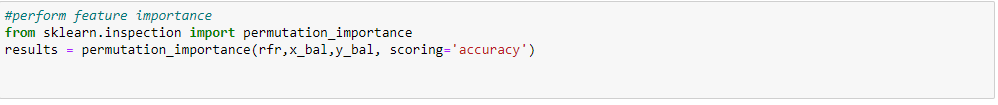 #perform feature importance
from sklearn.inspection import permutation_importance
results = permutation_importance(rfr,x_bal,y_bal, scoring='accuracy')